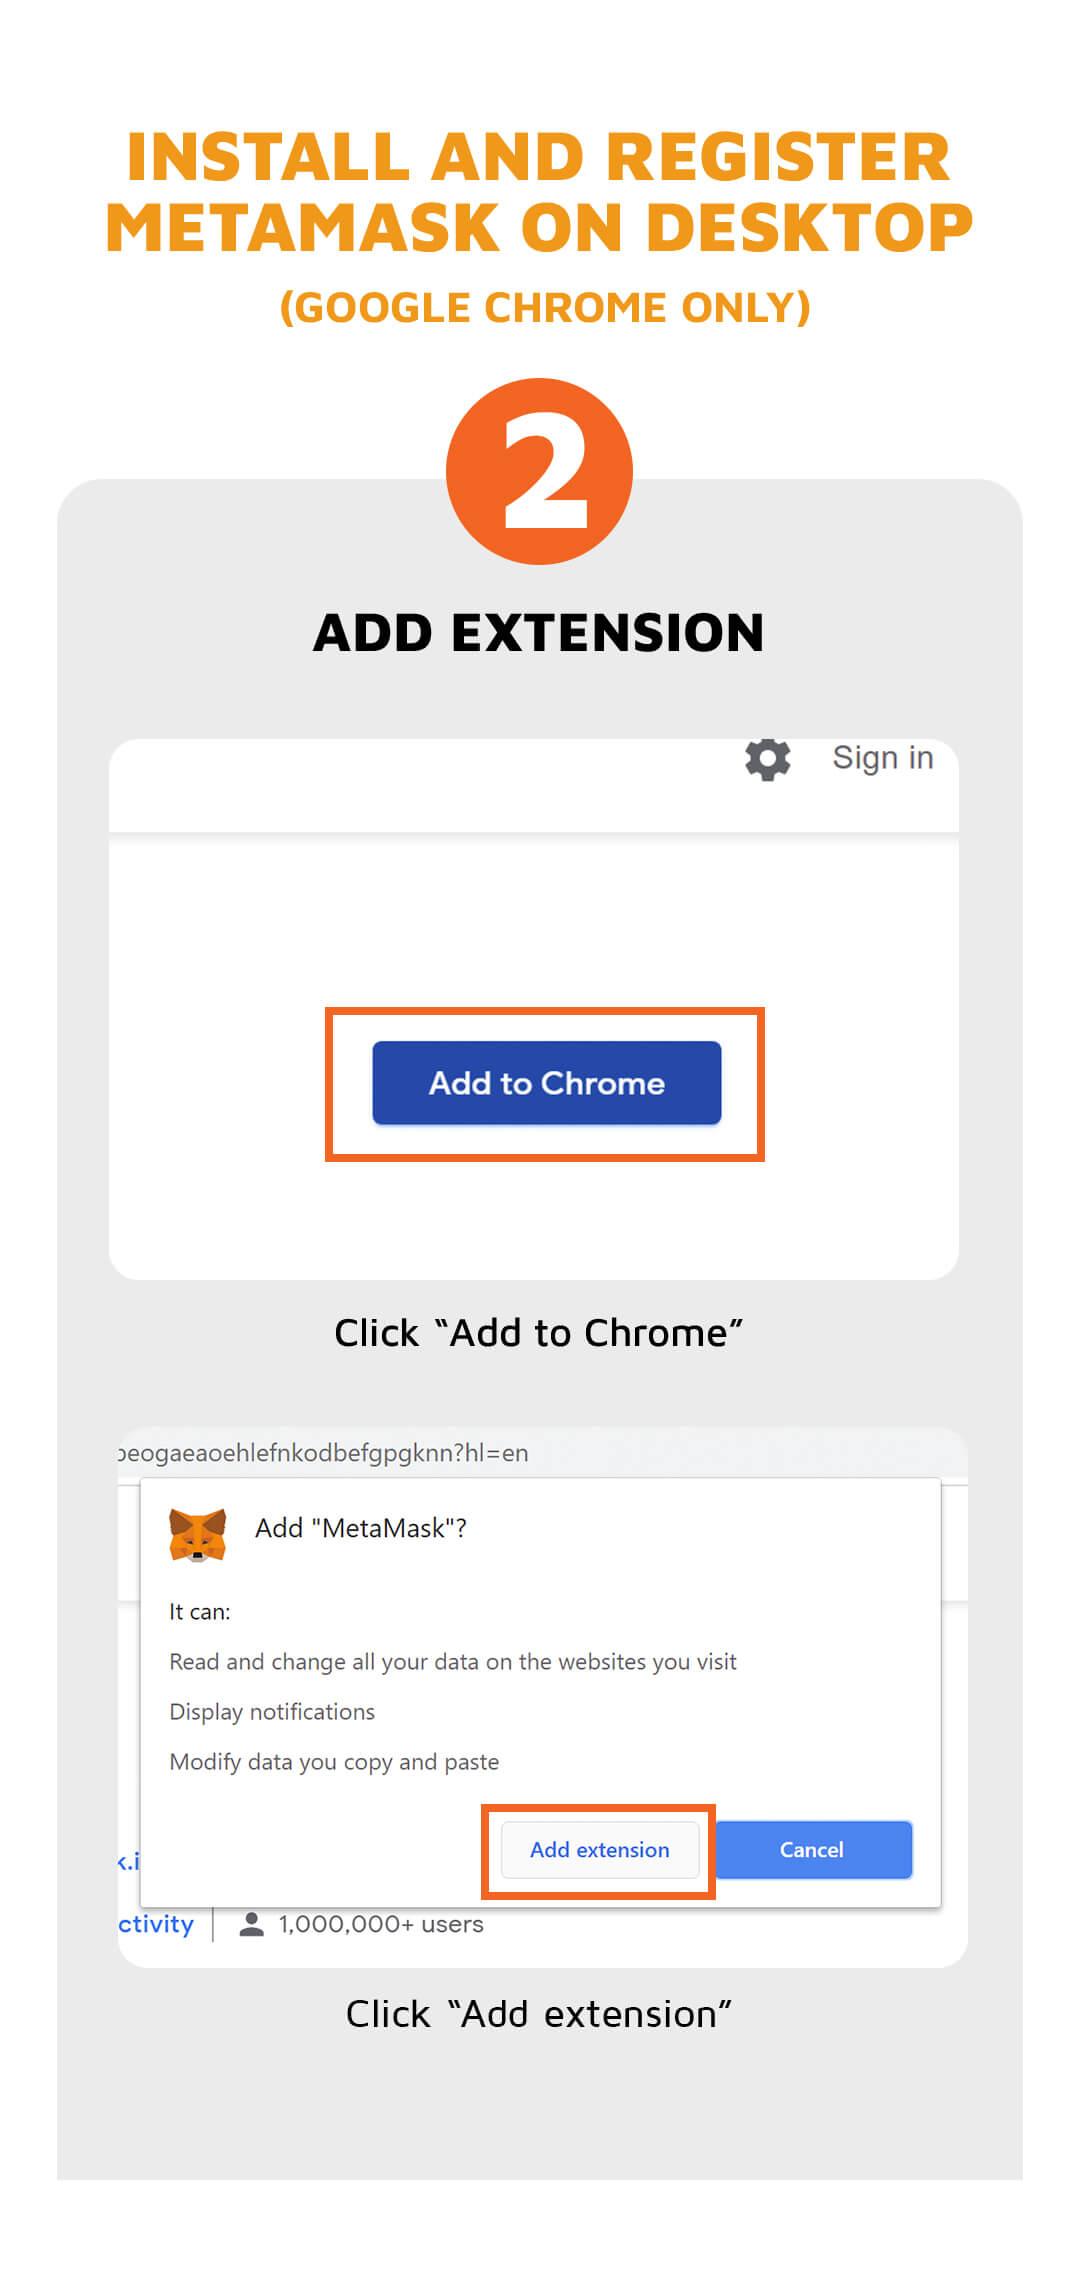 INSTALL AND REGISTER
METAMASK ON DESKTOP
(GOOGLE CHROME ONLY)
2
ADD EXTENSION
Sign in
Add to Chrome
Click “Add to Chrome”
beogaeaoehlefnkodbefgpgknn?hl=en
Add "MetaMask"?
It can:
Read and change all your data on the websites you visit
Display notifications
Modify data you copy and paste
Add extension
Cancel
k.i
ctivity
1,000,000+ users
Click “Add extension”